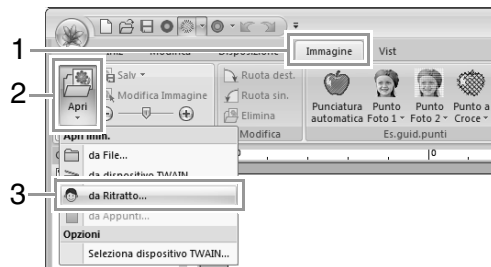 1
Immagine
Vist
2
Apri
Salv
Modifica Immagine
Ruota dest.
Ruota sin.
Elimina
Modifica
Punciatura automatica
Punto Foto 1
Punto Foto 2
Punto a Croce
Es.guid.punti
da File...
da dispositivo TWAIN...
3
da Ritratto...
da Appunti...
Opzioni
Seleziona dispositivo TWAIN...